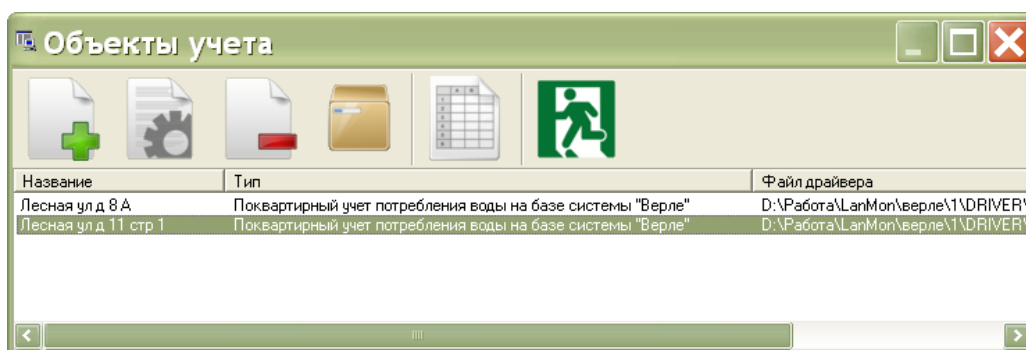 Объекты учета
Название Тип Файл драйвера
Лесная ул д 8 А Поквартирный учет потребления воды на базе системы "Верле" D:\Работа\LanMon\верле\1\DRIVER\
Лесная ул д 11 стр 1 Поквартирный учет потребления воды на базе системы "Верле" D:\Работа\LanMon\верле\1\DRIVER\